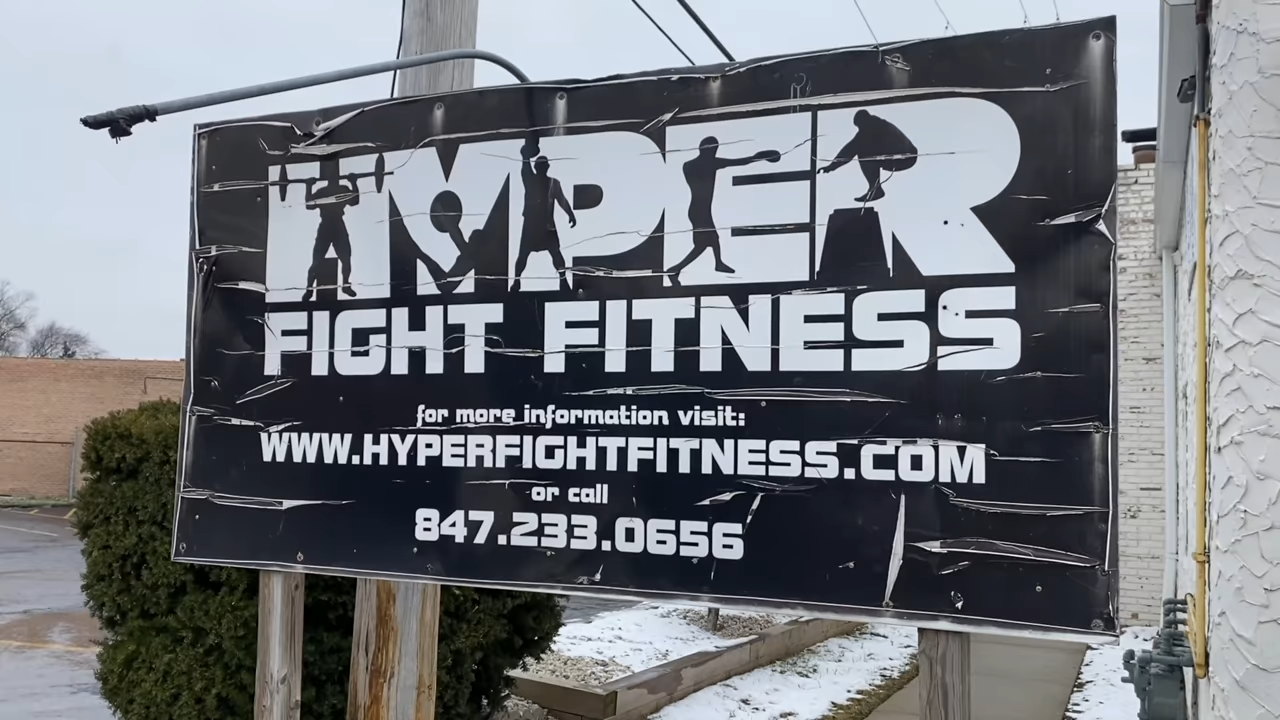 HYPER
FIGHT FITNESS
for more information visit:
WWW.HYPERFIGHTFITNESS.COM
or call
847.233.0656